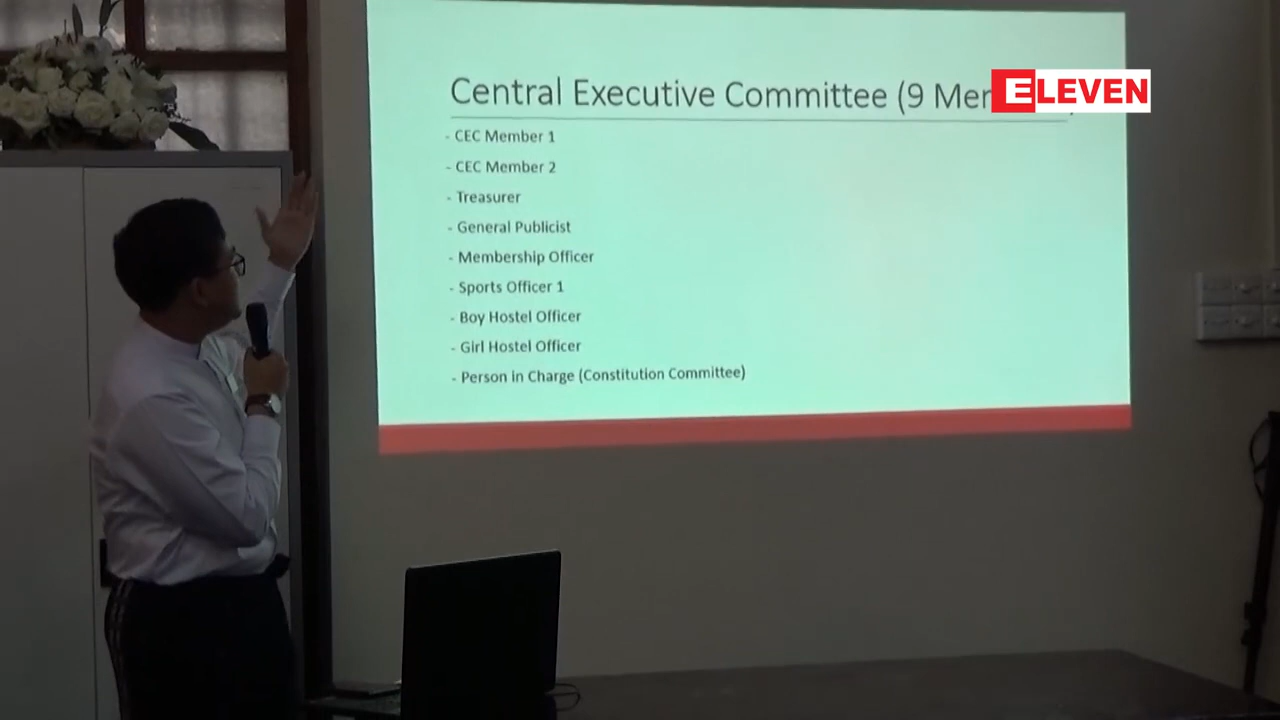 Central Executive Committee (9
ELEVEN
- CEC Member 1
- CEC Member 2
- Treasurer
- General Publicist
- Membership Officer
- Sports Officer 1
- Boy Hostel Officer
- Girl Hostel Officer
- Person in Charge (Constitution Committee)